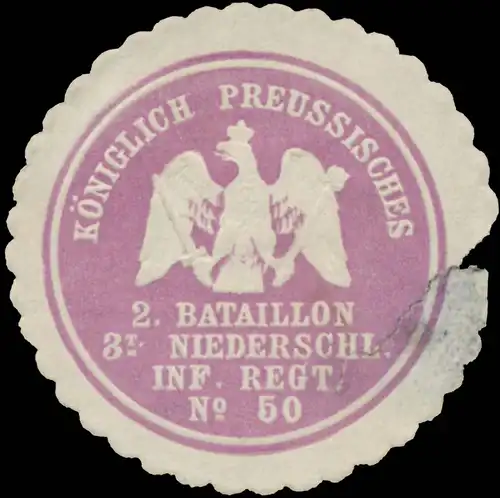 KÖNIGLICH PREUSSISCHES
2. BATAILLON
3T. NIEDERSCHL.
INF. REGT.
No 50